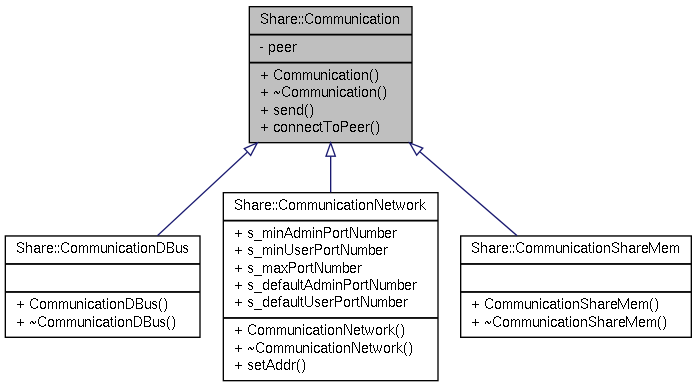 Share::Communication
- peer
+ Communication()
+ ~Communication()
+ send()
+ connectToPeer()
Share::CommunicationDBus
+ CommunicationDBus()
+ ~CommunicationDBus()
Share::CommunicationNetwork
+ s_minAdminPortNumber
+ s_minUserPortNumber
+ s_maxPortNumber
+ s_defaultAdminPortNumber
+ s_defaultUserPortNumber
+ CommunicationNetwork()
+ ~CommunicationNetwork()
+ setAddr()
Share::CommunicationShareMem
+ CommunicationShareMem()
+ ~CommunicationShareMem()